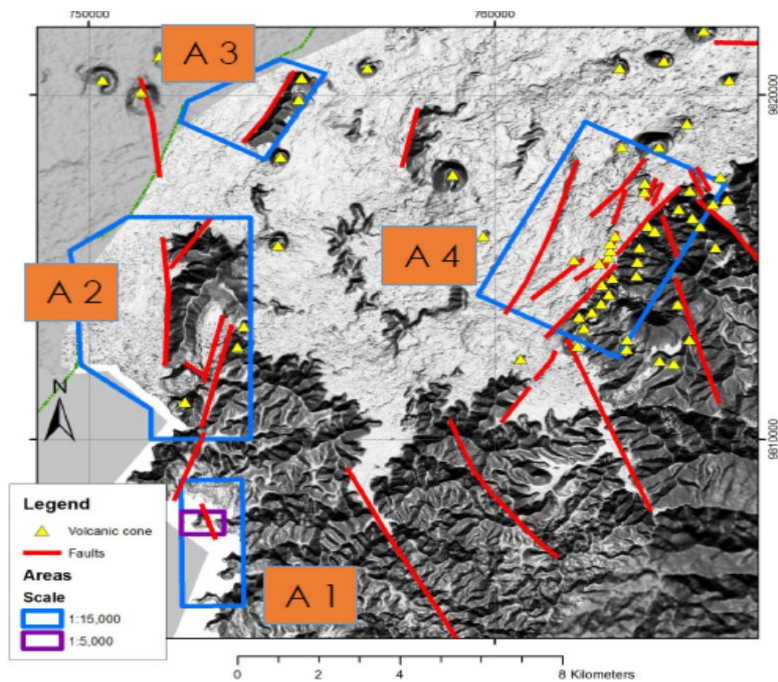 750000
760000
A 3
9820000
A 2
A 4
N
9810000
Legend
Volcanic cone
Faults
Areas
Scale
1:15,000
1:5,000
A 1
0 2 4 8 Kilometers